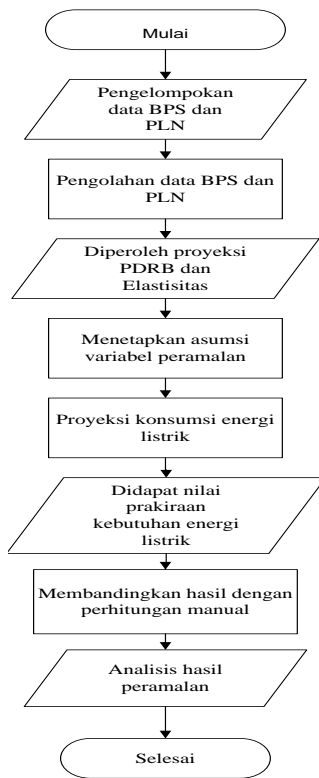 Mulai
Pengelompokan
data BPS dan
PLN
Pengolahan data BPS dan
PLN
Diperoleh proyeksi
PDRB dan
Elastisitas
Menetapkan asumsi
variabel peramalan
Proyeksi konsumsi energi
listrik
Didapat nilai
prakiraan
kebutuhan energi
listrik
Membandingkan hasil dengan
perhitungan manual
Analisis hasil
peramalan
Selesai